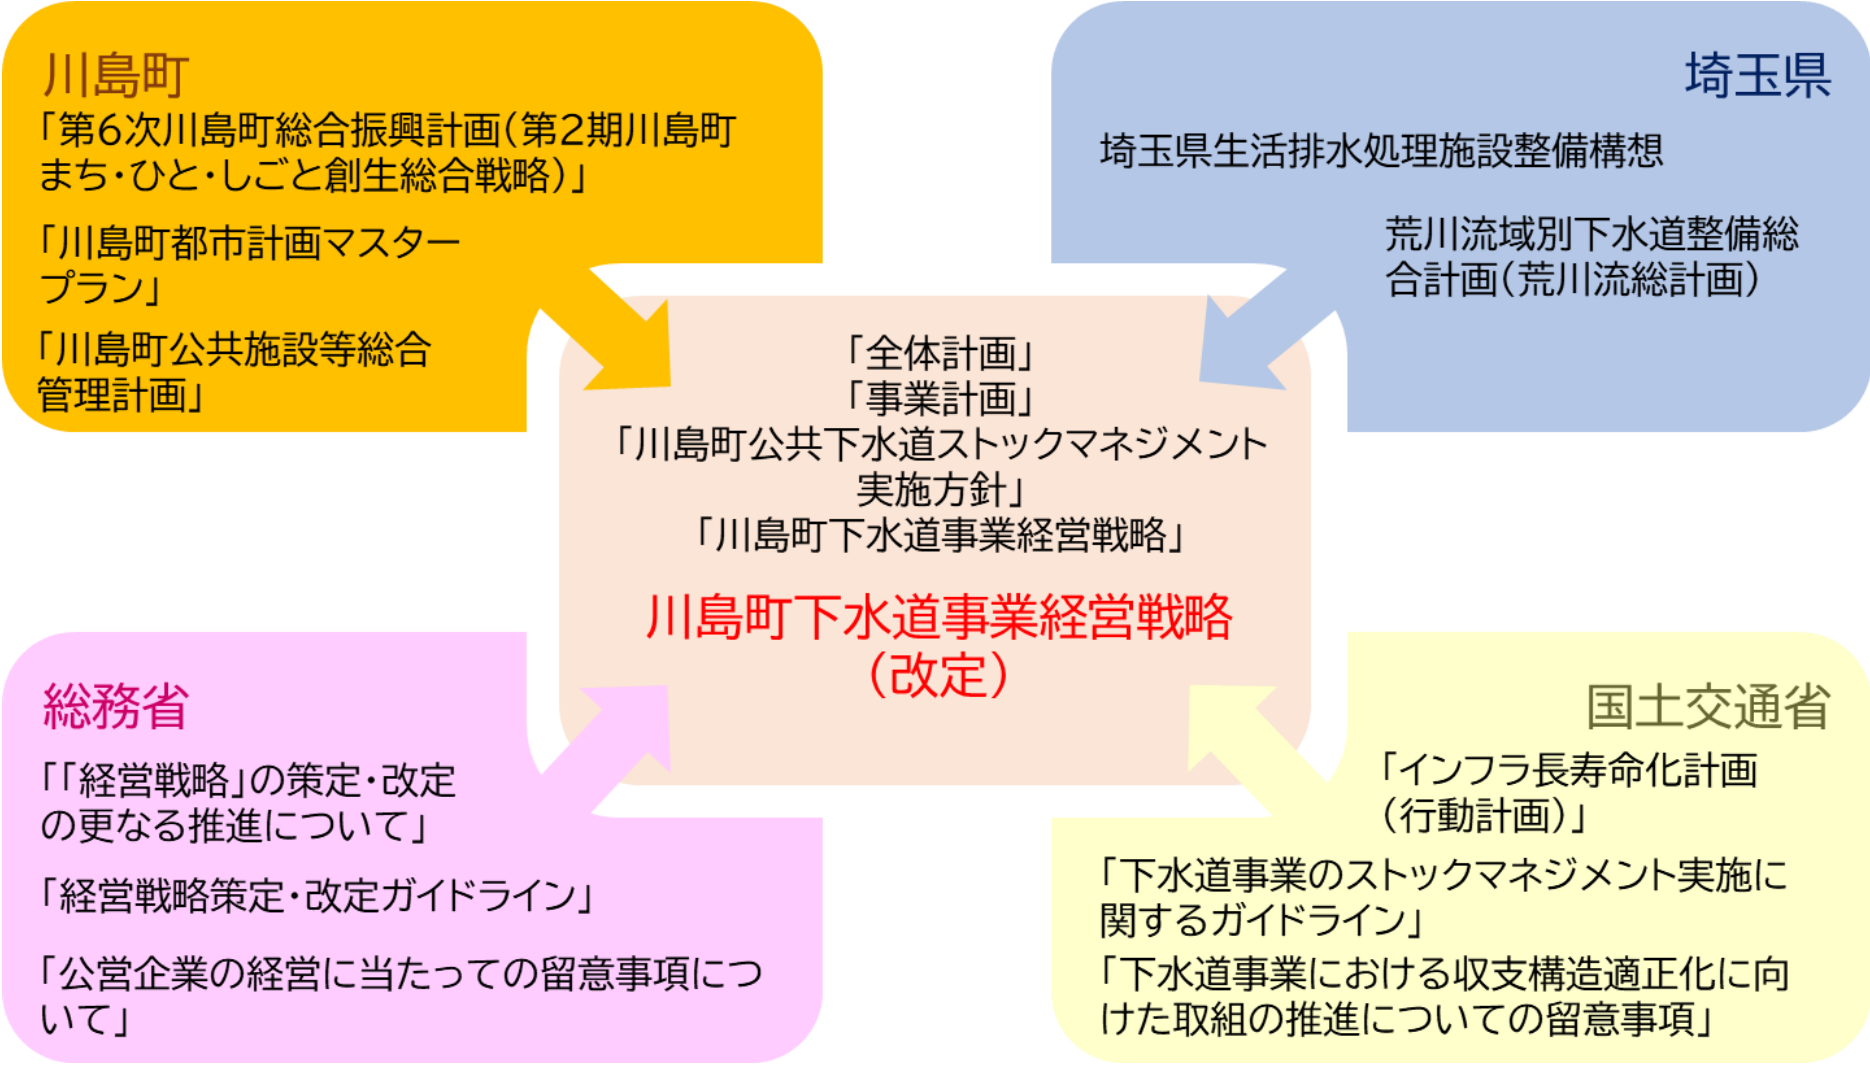 川島町
「第6次川島町総合振興計画(第2期川島町
まち・ひと・しごと創生総合戦略)」
「川島町都市計画マスター
プラン」
「川島町公共施設等総合
管理計画」
埼玉県
埼玉県生活排水処理施設整備構想
荒川流域別下水道整備総
合計画(荒川流総計画)
「全体計画」
「事業計画」
「川島町公共下水道ストックマネジメント
実施方針」
「川島町下水道事業経営戦略」
川島町下水道事業経営戦略
(改定)
総務省
「「経営戦略」の策定・改定
の更なる推進について」
「経営戦略策定・改定ガイドライン」
「公営企業の経営に当たっての留意事項につ
いて」
国土交通省
「インフラ長寿命化計画
(行動計画)」
「下水道事業のストックマネジメント実施に
関するガイドライン」
「下水道事業における収支構造適正化に向
けた取組の推進についての留意事項」